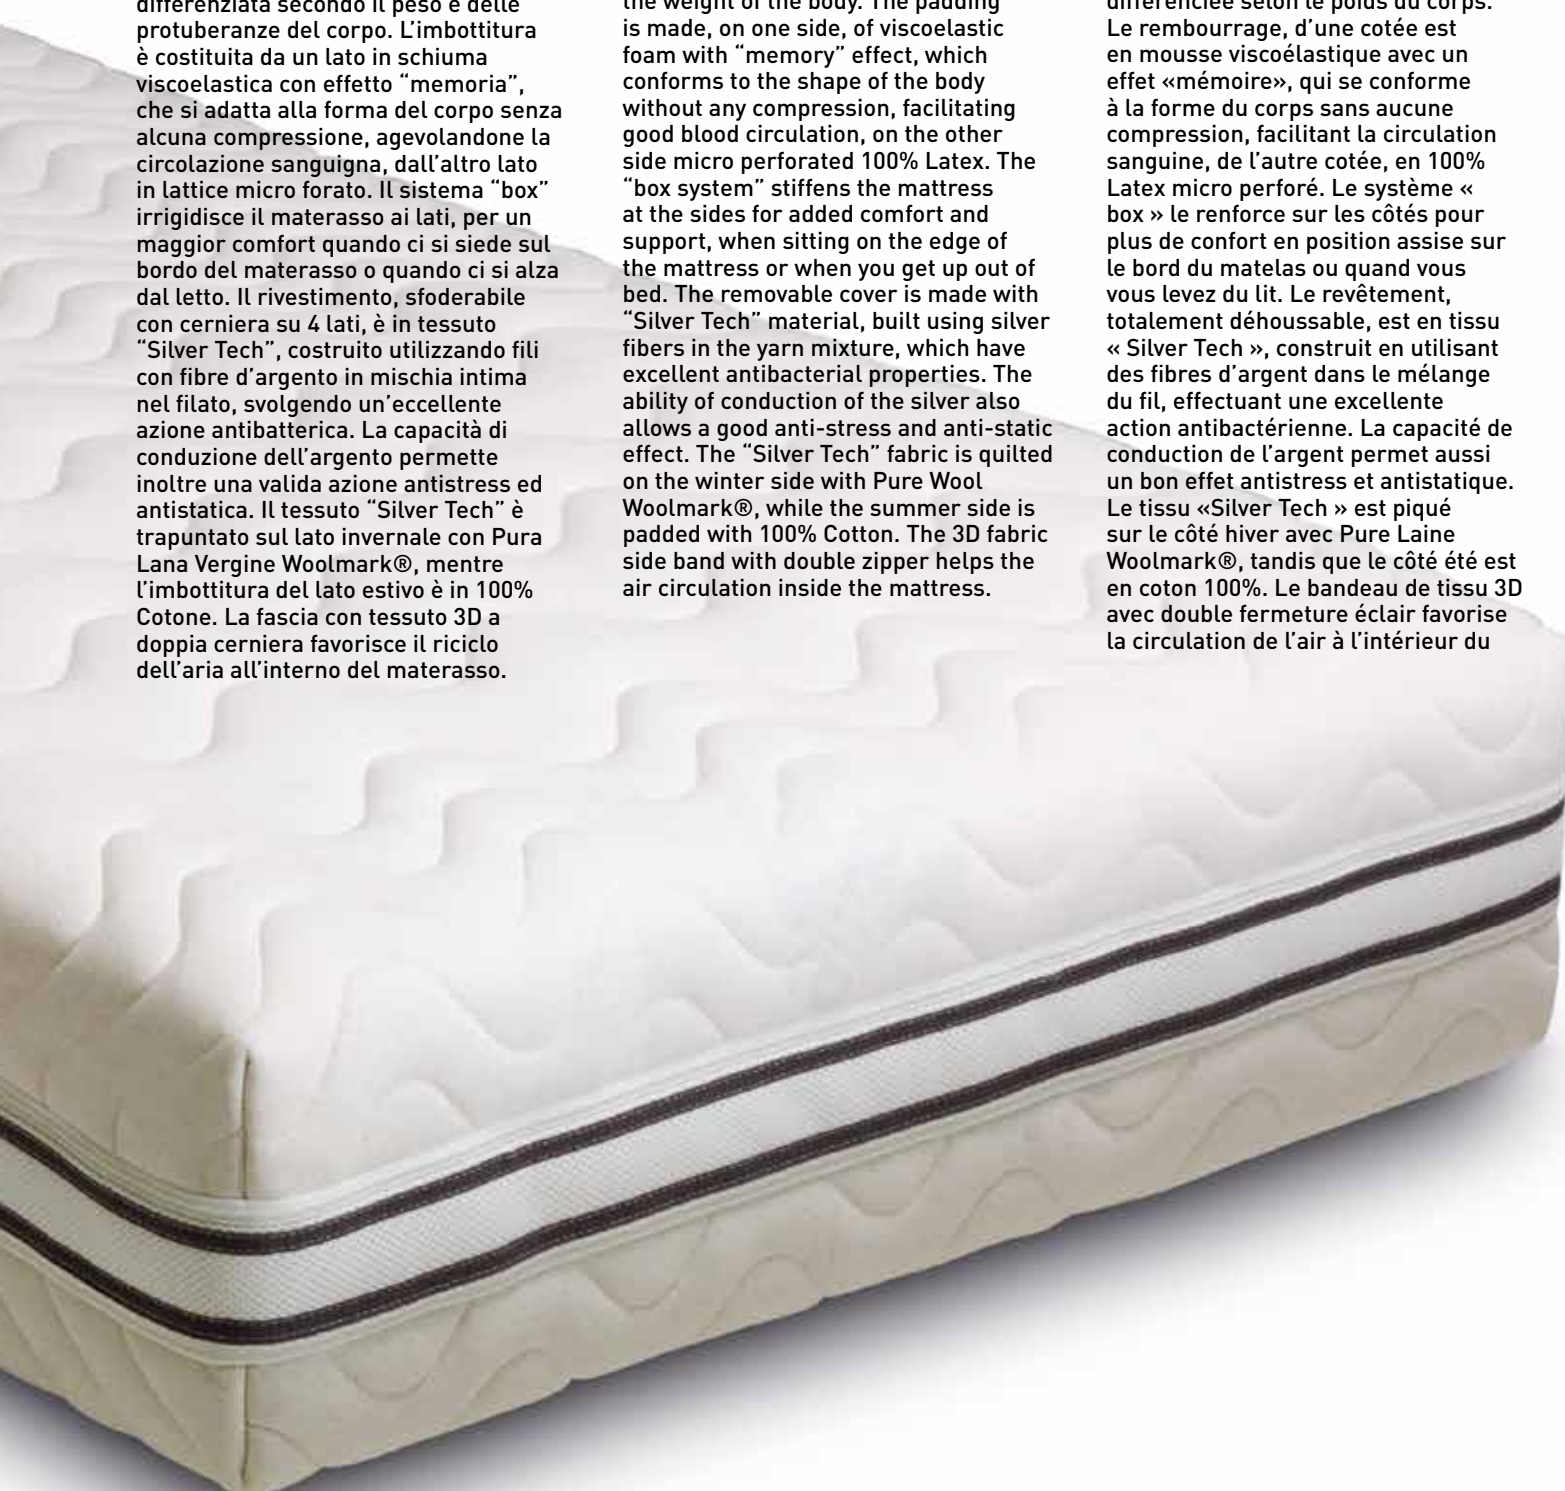 differenziata secondo il peso e delle
protuberanze del corpo. L’imbottitura
è costituita da un lato in schiuma
viscoelastica con effetto “memoria”,
che si adatta alla forma del corpo senza
alcuna compressione, agevolandone la
circolazione sanguigna, dall’altro lato
in lattice micro forato. Il sistema “box”
irrigidisce il materasso ai lati, per un
maggior comfort quando ci si siede sul
bordo del materasso o quando ci si alza
dal letto. Il rivestimento, sfoderabile
con cerniera su 4 lati, è in tessuto
“Silver Tech”, costruito utilizzando fili
con fibre d’argento in mischia intima
nel filato, svolgendo un’eccellente
azione antibatterica. La capacità di
conduzione dell’argento permette
inoltre una valida azione antistress ed
antistatica. Il tessuto “Silver Tech” è
trapuntato sul lato invernale con Pura
Lana Vergine Woolmark®, mentre
l’imbottitura del lato estivo è in 100%
Cotone. La fascia con tessuto 3D a
doppia cerniera favorisce il riciclo
dell’aria all’interno del materasso.
the weight of the body. The padding
is made, on one side, of viscoelastic
foam with “memory” effect, which
conforms to the shape of the body
without any compression, facilitating
good blood circulation, on the other
side micro perforated 100% Latex. The
“box system” stiffens the mattress
at the sides for added comfort and
support, when sitting on the edge of
the mattress or when you get up out of
bed. The removable cover is made with
“Silver Tech” material, built using silver
fibers in the yarn mixture, which have
excellent antibacterial properties. The
ability of conduction of the silver also
allows a good anti-stress and anti-static
effect. The “Silver Tech” fabric is quilted
on the winter side with Pure Wool
Woolmark®, while the summer side is
padded with 100% Cotton. The 3D fabric
side band with double zipper helps the
air circulation inside the mattress.
différenciée selon le poids du corps.
Le rembourrage, d’une cotée est
en mousse viscoélastique avec un
effet «mémoire», qui se conforme
à la forme du corps sans aucune
compression, facilitant la circulation
sanguine, de l’autre cotée, en 100%
Latex micro perforé. Le système «
box » le renforce sur les côtés pour
plus de confort en position assise sur
le bord du matelas ou quand vous
vous levez du lit. Le revêtement,
totalement déhoussable, est en tissu
« Silver Tech », construit en utilisant
des fibres d’argent dans le mélange
du fil, effectuant une excellente
action antibactérienne. La capacité de
conduction de l’argent permet aussi
un bon effet antistress et antistatique.
Le tissu «Silver Tech » est piqué
sur le côté hiver avec Pure Laine
Woolmark®, tandis que le côté été est
en coton 100%. Le bandeau de tissu 3D
avec double fermeture éclair favorise
la circulation de l’air à l’intérieur du